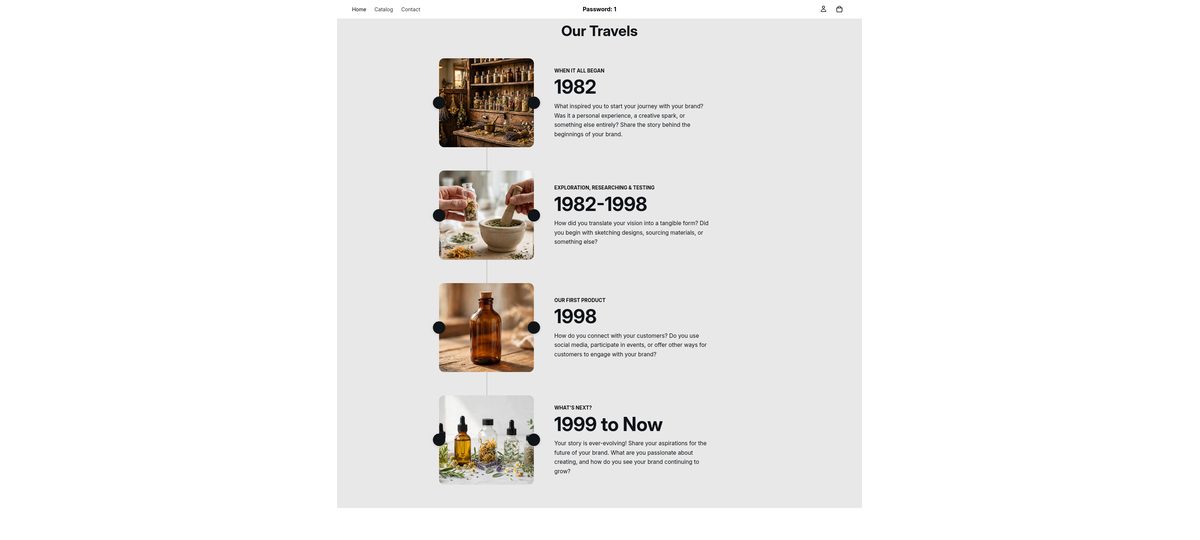 Home Catalog Contact Password: 1
Our Travels
WHEN IT ALL BEGAN
1982
What inspired you to start your journey with your brand?
Was it a personal experience, a creative spark, or
something else entirely? Share the story behind the
beginnings of your brand.
EXPLORATION, RESEARCHING & TESTING
1982-1998
How did you translate your vision into a tangible form? Did
you begin with sketching designs, sourcing materials, or
something else?
OUR FIRST PRODUCT
1998
How do you connect with your customers? Do you use
social media, participate in events, or offer other ways for
customers to engage with your brand?
WHAT'S NEXT?
1999 to Now
Your story is ever-evolving! Share your aspirations for the
future of your brand. What are you passionate about
creating, and how do you see your brand continuing to
grow?